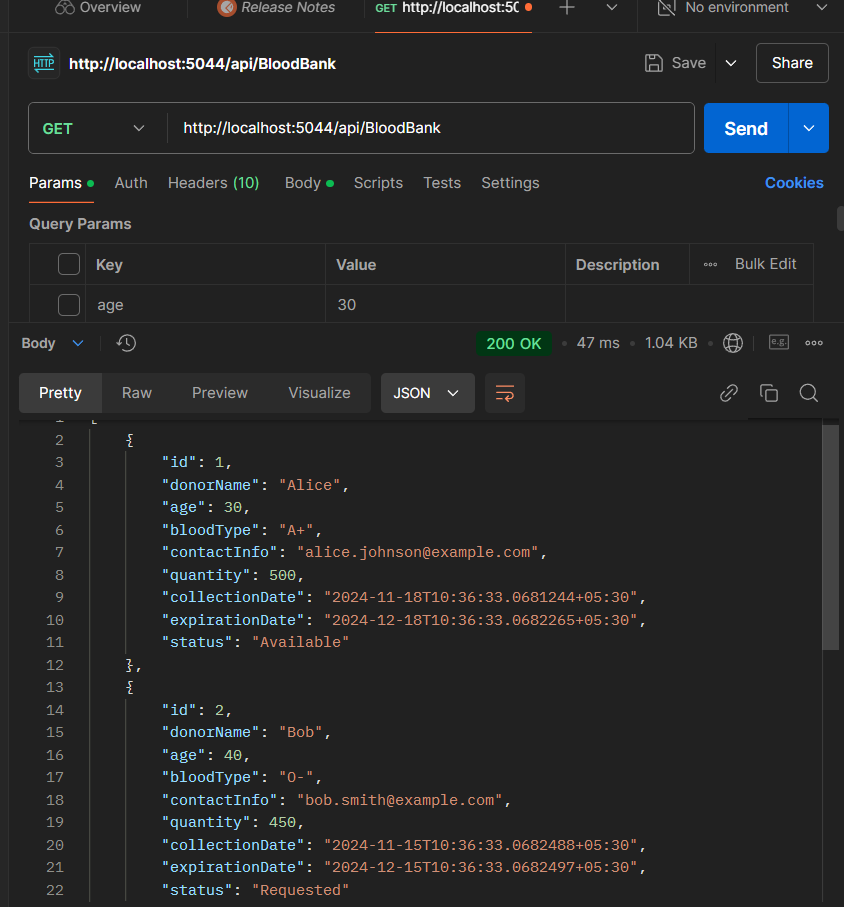 Overview Release Notes GET http://localhost:50 No environment
HTTP http://localhost:5044/api/BloodBank Save Share
GET http://localhost:5044/api/BloodBank Send
Params Auth Headers (10) Body Scripts Tests Settings Cookies
Query Params
Key Value Description Bulk Edit
age 30
Body 200 OK 47 ms 1.04 KB e.g.
Pretty Raw Preview Visualize JSON
1 [
2 {
3 "id": 1,
4 "donorName": "Alice",
5 "age": 30,
6 "bloodType": "A+",
7 "contactInfo": "alice.johnson@example.com",
8 "quantity": 500,
9 "collectionDate": "2024-11-18T10:36:33.0681244+05:30",
10 "expirationDate": "2024-12-18T10:36:33.0682265+05:30",
11 "status": "Available"
12 },
13 {
14 "id": 2,
15 "donorName": "Bob",
16 "age": 40,
17 "bloodType": "O-",
18 "contactInfo": "bob.smith@example.com",
19 "quantity": 450,
20 "collectionDate": "2024-11-15T10:36:33.0682488+05:30",
21 "expirationDate": "2024-12-15T10:36:33.0682497+05:30",
22 "status": "Requested"